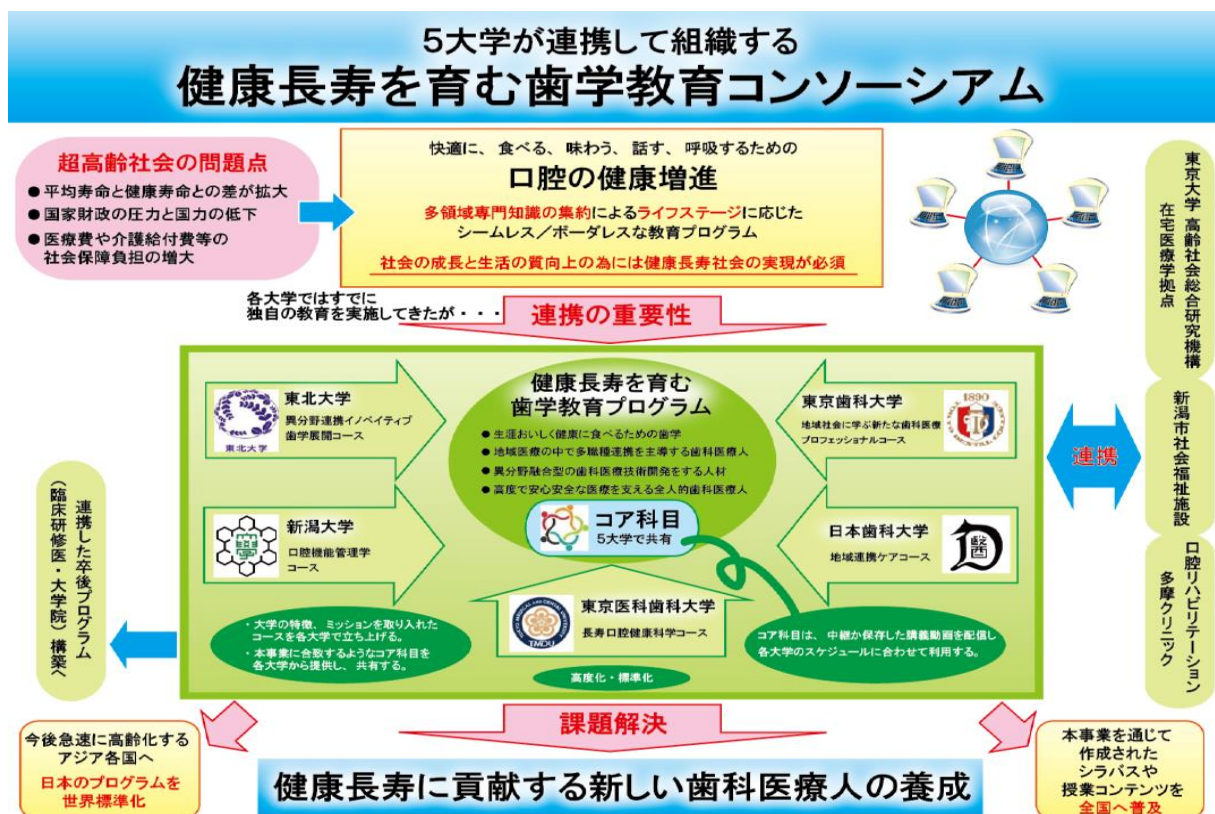 5大学が連携して組織する
健康長寿を育む歯学教育コンソーシアム
超高齢社会の問題点
●平均寿命と健康寿命との差が拡大
●国家財政の圧力と国力の低下
●医療費や介護給付費等の
社会保障負担の増大
快適に、食べる、味わう、話す、呼吸するための
口腔の健康増進
多領域専門知識の集約によるライフステージに応じた
シームレス／ボーダレスな教育プログラム
社会の成長と生活の質向上の為には健康長寿社会の実現が必須
東京大学 高齢社会総合研究機構
在宅医療学拠点
各大学ではすでに
独自の教育を実施してきたが・・・
連携の重要性
東北大学
異分野連携イノベイティブ
歯学展開コース
東北大学
新潟大学
口腔機能管理学
コース
健康長寿を育む
歯学教育プログラム
●生涯おいしく健康に食べるための歯学
●地域医療の中で多職種連携を主導する歯科医療人
●異分野融合型の歯科医療技術開発をする人材
●高度で安心安全な医療を支える全人的歯科医療人
コア科目
5大学で共有
東京歯科大学
地域社会に学ぶ新たな歯科医療
プロフェッショナルコース
1890
日本歯科大学
地域連携ケアコース
東京医科歯科大学
長寿口腔健康科学コース
TMDU
・大学の特徴、ミッションを取り入れた
コースを各大学で立ち上げる。
・本事業に合致するようなコア科目を
各大学から提供し、共有する。
高度化・標準化
コア科目は、中継か保存した講義動画を配信し
各大学のスケジュールに合わせて利用する。
連携
新潟市社会福祉施設
口腔リハビリテーション
多摩クリニック
連携した卒後プログラム
（臨床研修医・大学院）構築へ
課題解決
今後急速に高齢化する
アジア各国へ
日本のプログラムを
世界標準化
健康長寿に貢献する新しい歯科医療人の養成
本事業を通じて
作成された
シラバスや
授業コンテンツを
全国へ普及